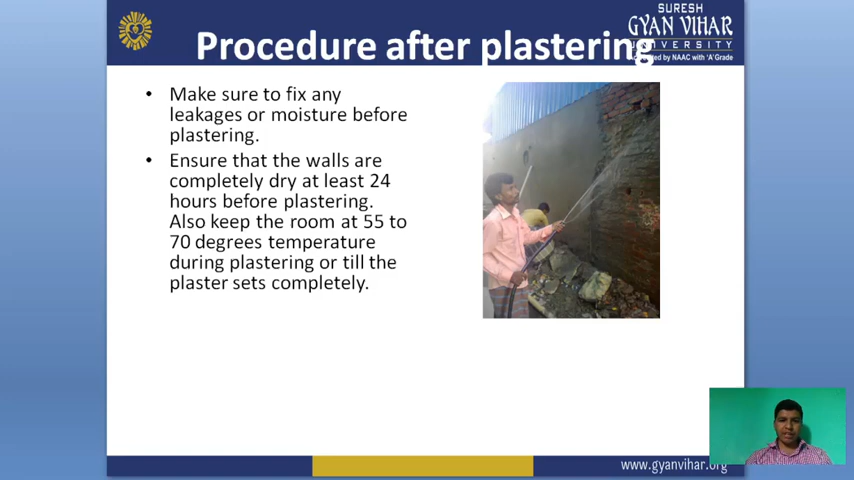 SURESH
GYAN VIHAR
UNIVERSITY
Accredited by NAAC with 'A'Grade
Procedure after plastering
• Make sure to fix any
leakages or moisture before
plastering.
• Ensure that the walls are
completely dry at least 24
hours before plastering.
Also keep the room at 55 to
70 degrees temperature
during plastering or till the
plaster sets completely.
www.gyanvihar.org